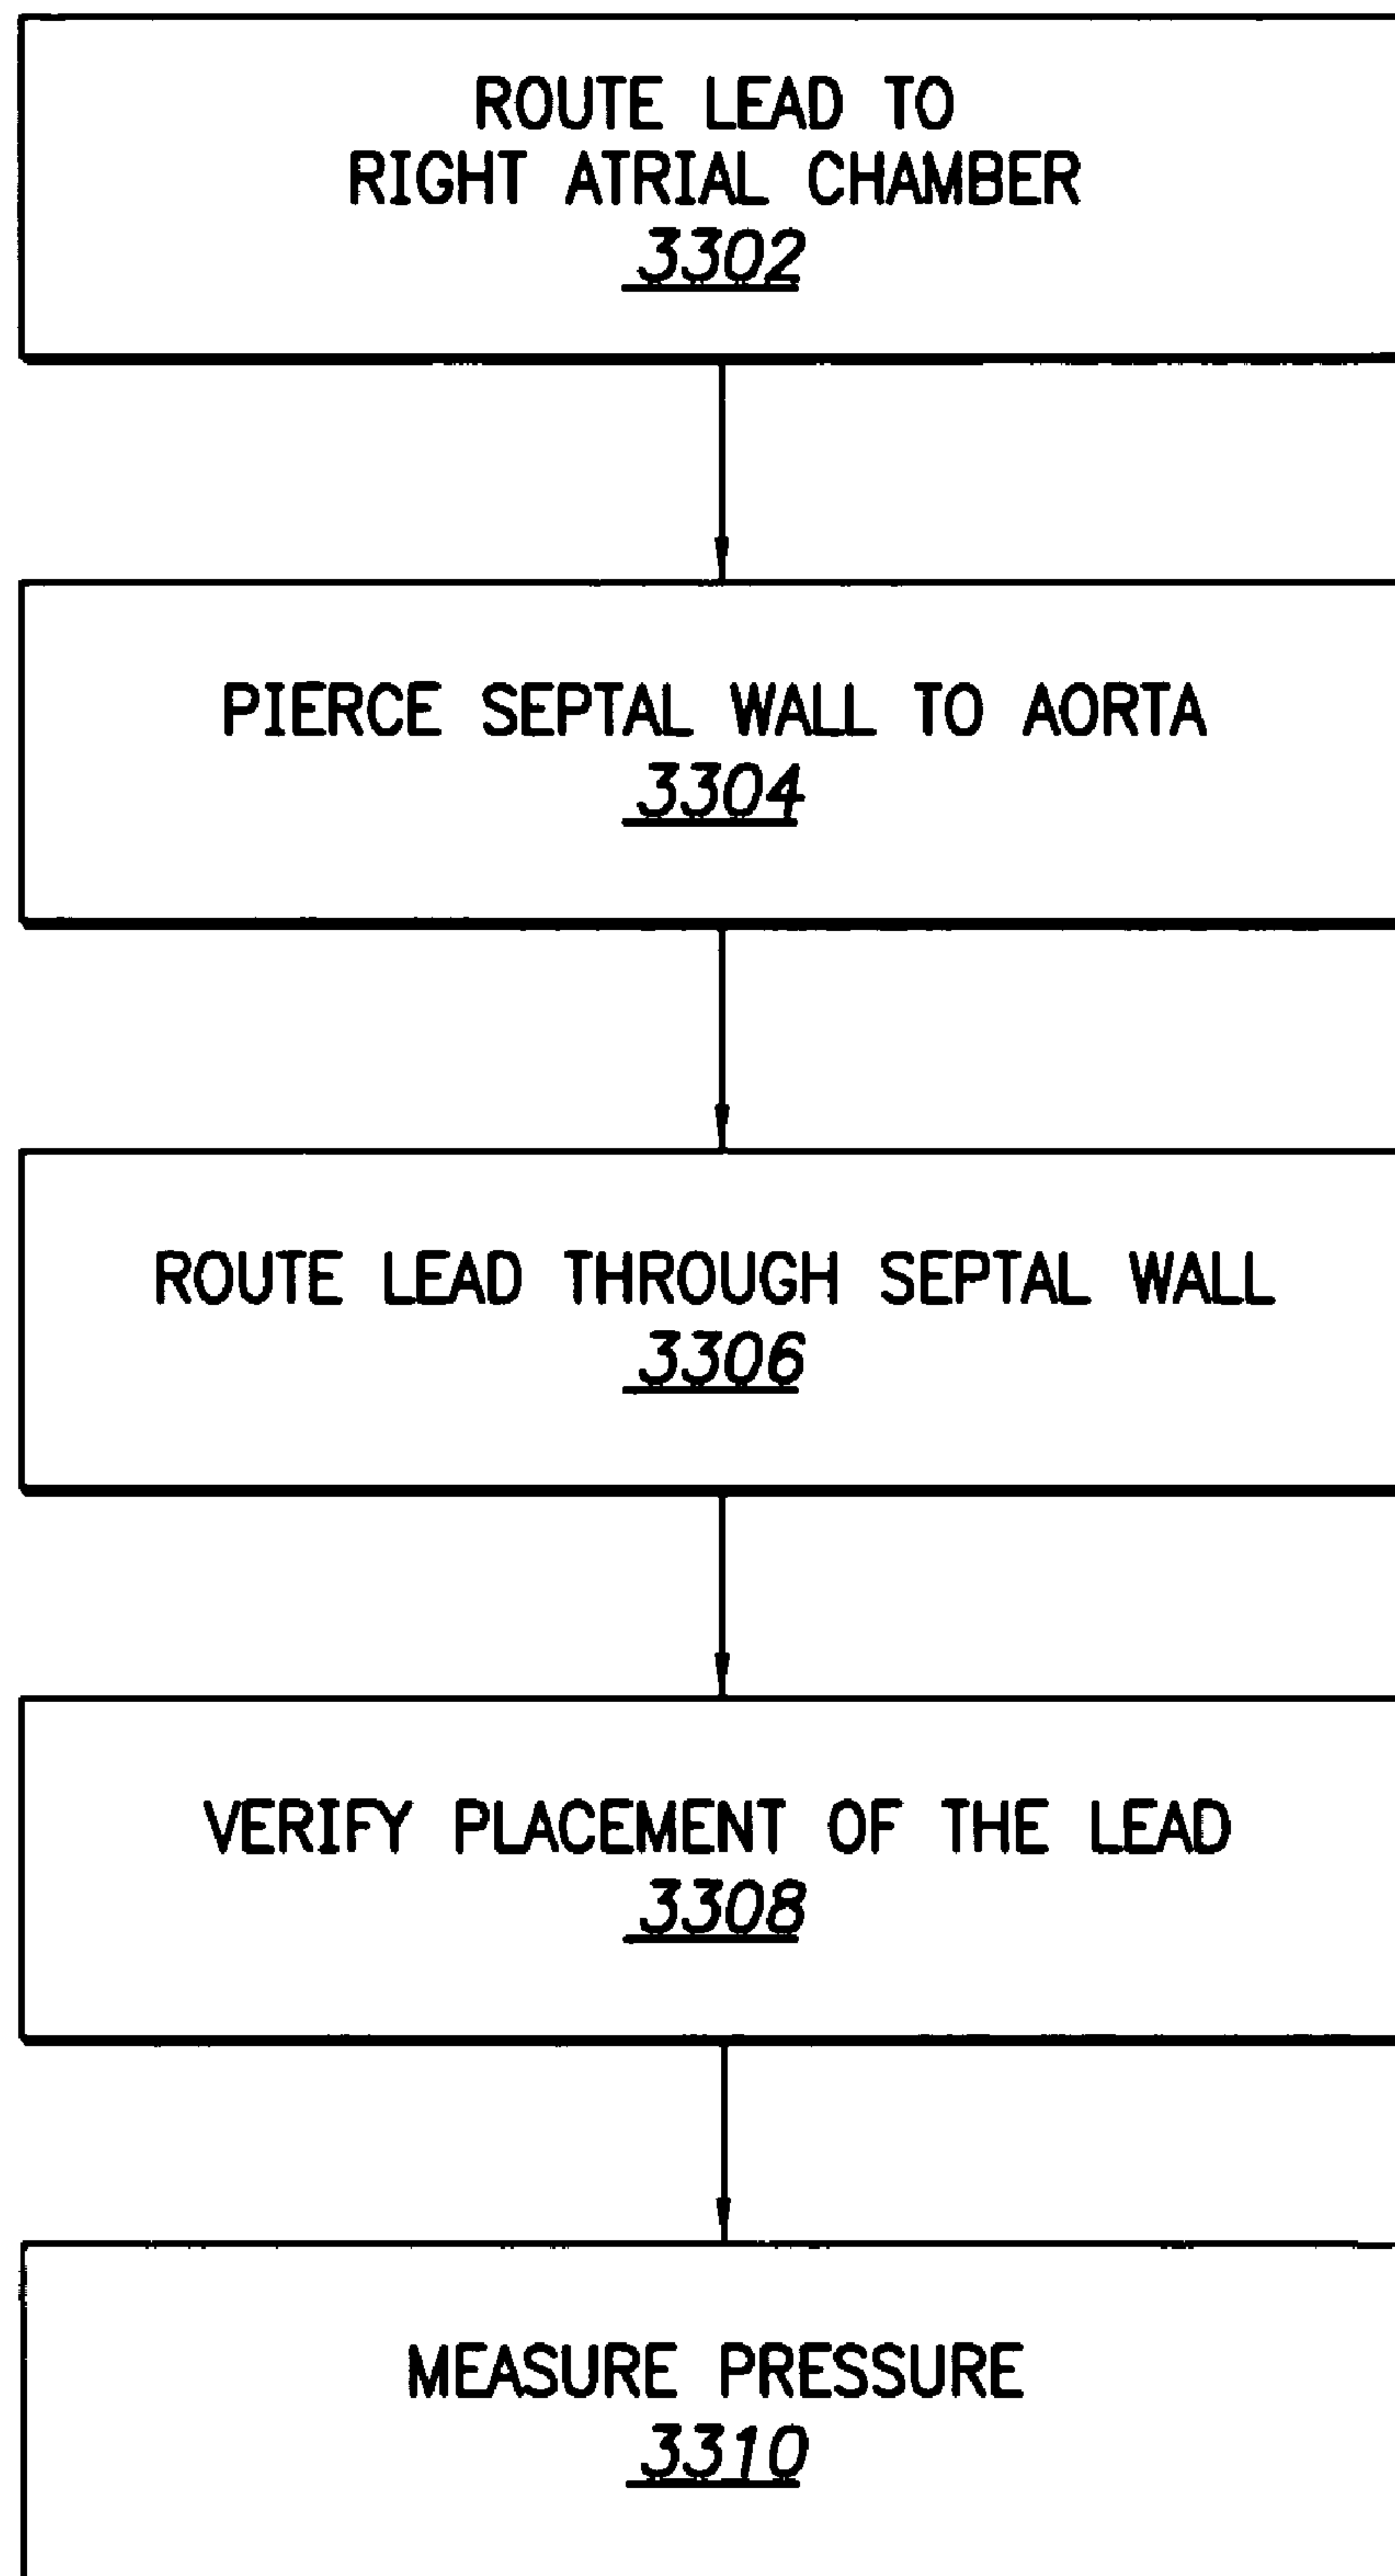 ROUTE LEAD TO
RIGHT ATRIAL CHAMBER
3302
PIERCE SEPTAL WALL TO AORTA
3304
ROUTE LEAD THROUGH SEPTAL WALL
3306
VERIFY PLACEMENT OF THE LEAD
3308
MEASURE PRESSURE
3310